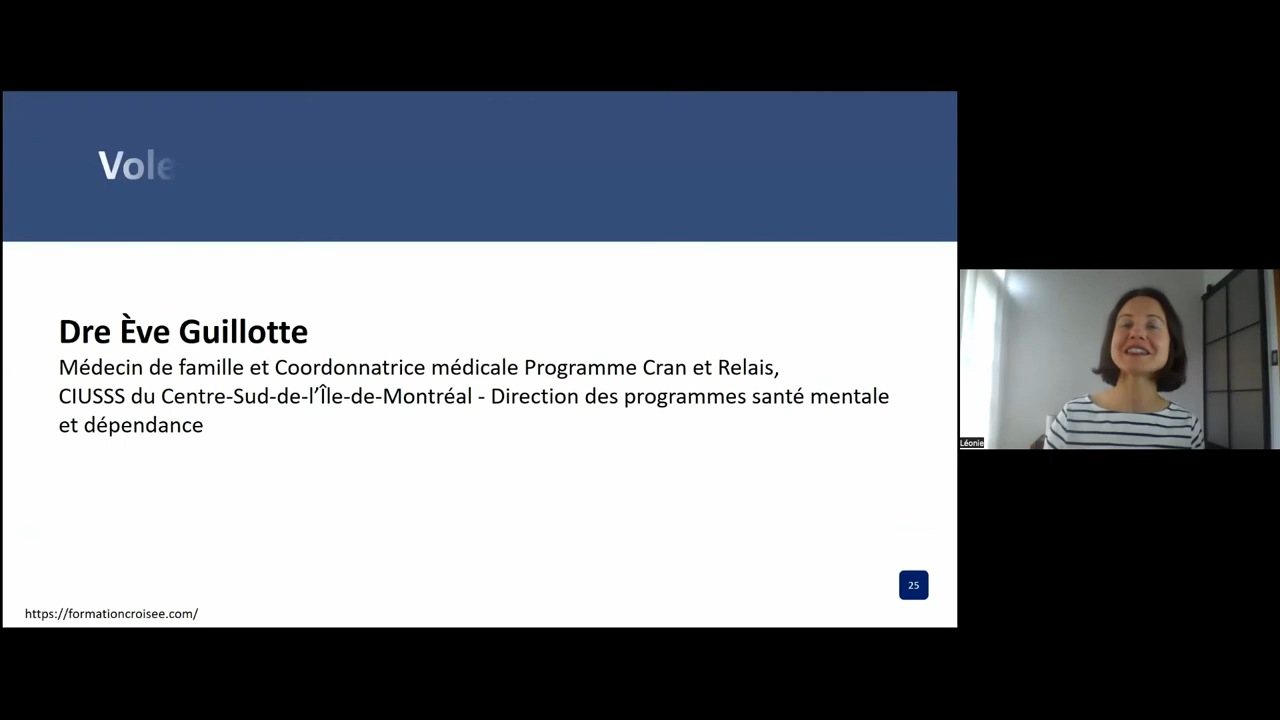 Vole
Dre Ève Guillotte
Médecin de famille et Coordonnatrice médicale Programme Cran et Relais,
CIUSSS du Centre-Sud-de-l’Île-de-Montréal - Direction des programmes santé mentale
et dépendance
Léonie
25
https://formationcroisee.com/